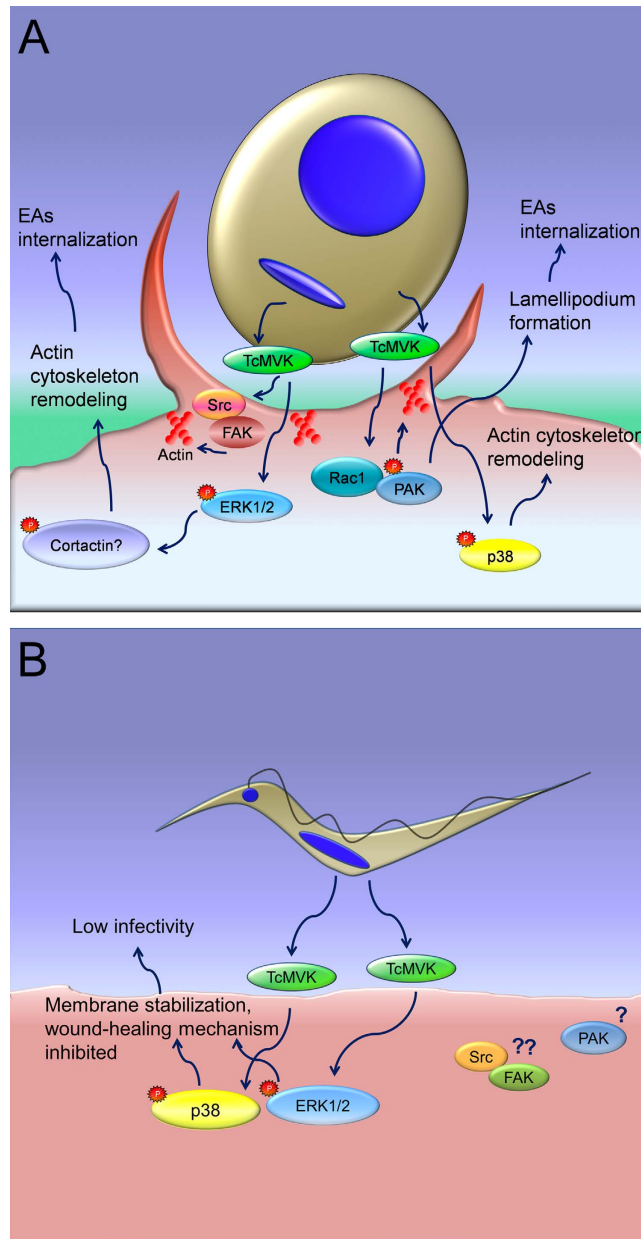 A
EAs
internalization
EAs
internalization
Lamellipodium
formation
TcMVK
TcMVK
Actin
cytoskeleton
remodeling
Src
FAK
Actin
Actin cytoskeleton
remodeling
P
Rac1
PAK
P
ERK1/2
P
Cortactin?
P
p38
B
Low infectivity
TcMVK
TcMVK
Membrane stabilization,
wound-healing mechanism
inhibited
?
PAK
??
Src
FAK
P
p38
P
ERK1/2